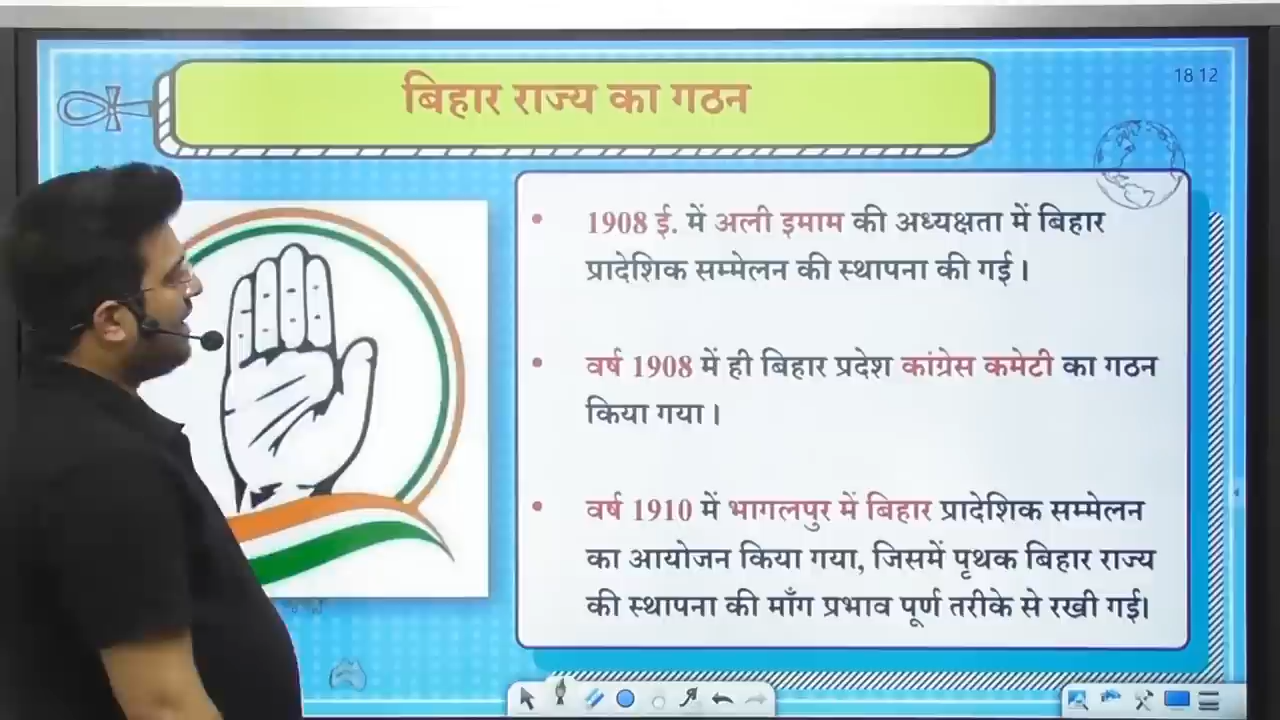 बिहार राज्य का गठन
18 12
• 1908 ई. में अली इमाम की अध्यक्षता में बिहार
प्रादेशिक सम्मेलन की स्थापना की गई।
• वर्ष 1908 में ही बिहार प्रदेश कांग्रेस कमेटी का गठन
किया गया।
• वर्ष 1910 में भागलपुर में बिहार प्रादेशिक सम्मेलन
का आयोजन किया गया, जिसमें पृथक बिहार राज्य
की स्थापना की माँग प्रभाव पूर्ण तरीके से रखी गई।